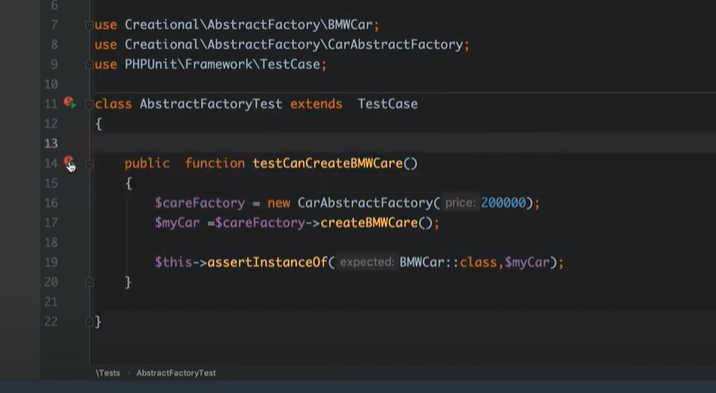 6
7 use Creational\AbstractFactory\BMWCar;
8 use Creational\AbstractFactory\CarAbstractFactory;
9 use PHPUnit\Framework\TestCase;
10
11 class AbstractFactoryTest extends TestCase
12 {
13
14 public function testCanCreateBMWCare()
15 {
16 $careFactory = new CarAbstractFactory( price: 200000);
17 $myCar =$careFactory->createBMWCare();
18
19 $this->assertInstanceOf( expected: BMWCar::class,$myCar);
20 }
21
22 }
\Tests › AbstractFactoryTest